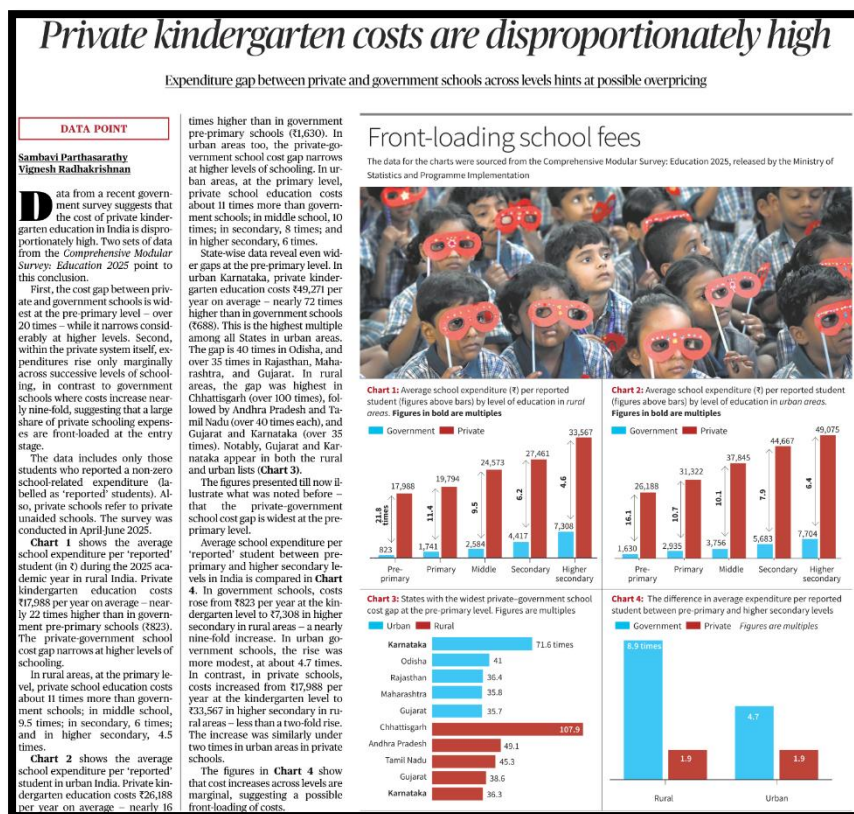 Private kindergarten costs are disproportionately high
Expenditure gap between private and government schools across levels hints at possible overpricing
DATA POINT
Sambavi Parthasarathy
Vignesh Radhakrishnan
Data from a recent govern-
ment survey suggests that
the cost of private kinder-
garten education in India is dispro-
portionately high. Two sets of data
from the Comprehensive Modular
Survey: Education 2025 point to
this conclusion.
First, the cost gap between priv-
ate and government schools is wid-
est at the pre-primary level – over
20 times – while it narrows consid-
erably at higher levels. Second,
within the private system itself, ex-
penditures rise only marginally
across successive levels of school-
ing, in contrast to government
schools where costs increase near-
ly nine-fold, suggesting that a large
share of private schooling expens-
es are front-loaded at the entry
stage.
The data includes only those
students who reported a non-zero
school-related expenditure (la-
belled as ‘reported’ students). Al-
so, private schools refer to private
unaided schools. The survey was
conducted in April-June 2025.
Chart 1 shows the average
school expenditure per ‘reported’
student (in ₹) during the 2025 aca-
demic year in rural India. Private
kindergarten education costs
₹17,988 per year on average – near-
ly 22 times higher than in govern-
ment pre-primary schools (₹823).
The private-government school
cost gap narrows at higher levels of
schooling.
In rural areas, at the primary le-
vel, private school education costs
about 11 times more than govern-
ment schools; in middle school,
9.5 times; in secondary, 6 times;
and in higher secondary, 4.5
times.
Chart 2 shows the average
school expenditure per ‘reported’
student in urban India. Private kin-
dergarten education costs ₹26,188
per year on average – nearly 16
times higher than in government
pre-primary schools (₹1,630). In
urban areas too, the private-go-
vernment school cost gap narrows
at higher levels of schooling. In ur-
ban areas, at the primary level,
private school education costs
about 11 times more than govern-
ment schools; in middle school, 10
times; in secondary, 8 times; and
in higher secondary, 6 times.
State-wise data reveal even wid-
er gaps at the pre-primary level. In
urban Karnataka, private kinder-
garten education costs ₹49,271 per
year on average – nearly 72 times
higher than in government schools
(₹688). This is the highest multiple
among all States in urban areas.
The gap is 40 times in Odisha, and
over 35 times in Rajasthan, Maha-
rashtra, and Gujarat. In rural
areas, the gap was highest in
Chhattisgarh (over 100 times), fol-
lowed by Andhra Pradesh and Ta-
mil Nadu (over 40 times each), and
Gujarat and Karnataka (over 35
times). Notably, Gujarat and Kar-
nataka appear in both the rural
and urban lists (Chart 3).
The figures presented till now il-
lustrate what was noted before –
that the private-government
school cost gap is widest at the pre-
primary level.
Average school expenditure per
‘reported’ student between pre-
primary and higher secondary le-
vels in India is compared in Chart
4. In government schools, costs
rose from ₹823 per year at the kin-
dergarten level to ₹7,308 in higher
secondary in rural areas – a nearly
nine-fold increase. In urban go-
vernment schools, the rise was
more modest, at about 4.7 times.
In contrast, in private schools,
costs increased from ₹17,988 per
year at the kindergarten level to
₹33,567 in higher secondary in ru-
ral areas – less than a two-fold rise.
The increase was similarly under
two times in urban areas in private
schools.
The figures in Chart 4 show
that cost increases across levels are
marginal, suggesting a possible
front-loading of costs.
Front-loading school fees
The data for the charts were sourced from the Comprehensive Modular Survey: Education 2025, released by the Ministry of
Statistics and Programme Implementation
Chart 1: Average school expenditure (₹) per reported
student (figures above bars) by level of education in rural
areas. Figures in bold are multiples
Government Private
17,988
19,794
24,573
27,461
33,567
21.8 times
11.4
9.5
6.2
4.6
823
1,741
2,584
4,417
7,308
Pre-primary
Primary
Middle
Secondary
Higher secondary
Chart 2: Average school expenditure (₹) per reported student
(figures above bars) by level of education in urban areas.
Figures in bold are multiples
Government Private
26,188
31,322
37,845
44,667
49,075
16.1
10.7
10.1
7.9
6.4
1,630
2,935
3,756
5,683
7,704
Pre-primary
Primary
Middle
Secondary
Higher secondary
Chart 3: States with the widest private–government school
cost gap at the pre-primary level. Figures are multiples
Urban Rural
Karnataka 71.6 times
Odisha 41
Rajasthan 36.4
Maharashtra 35.8
Gujarat 35.7
Chhattisgarh 107.9
Andhra Pradesh 49.1
Tamil Nadu 45.3
Gujarat 38.6
Karnataka 36.3
Chart 4: The difference in average expenditure per reported
student between pre-primary and higher secondary levels
Government Private Figures are multiples
8.9 times
1.9
4.7
1.9
Rural
Urban